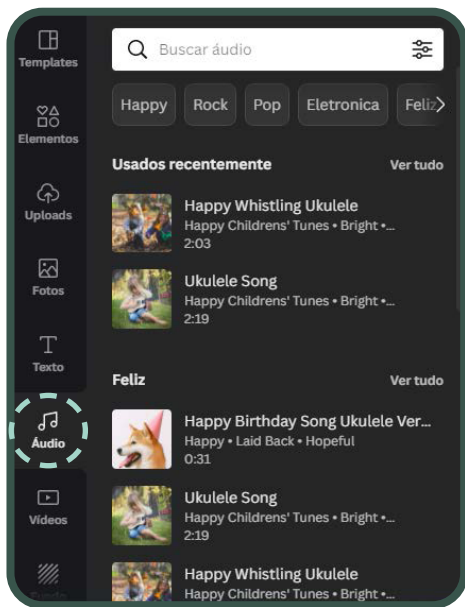 Templates
Elementos
Uploads
Fotos
Texto
Áudio
Vídeos
Buscar áudio
Happy
Rock
Pop
Eletronica
Feliz
Usados recentemente
Ver tudo
Happy Whistling Ukulele
Happy Childrens' Tunes • Bright •...
2:03
Ukulele Song
Happy Childrens' Tunes • Bright •...
2:19
Feliz
Ver tudo
Happy Birthday Song Ukulele Ver...
Happy • Laid Back • Hopeful
0:31
Ukulele Song
Happy Childrens' Tunes • Bright •...
2:19
Happy Whistling Ukulele
Happy Childrens' Tunes • Bright •...